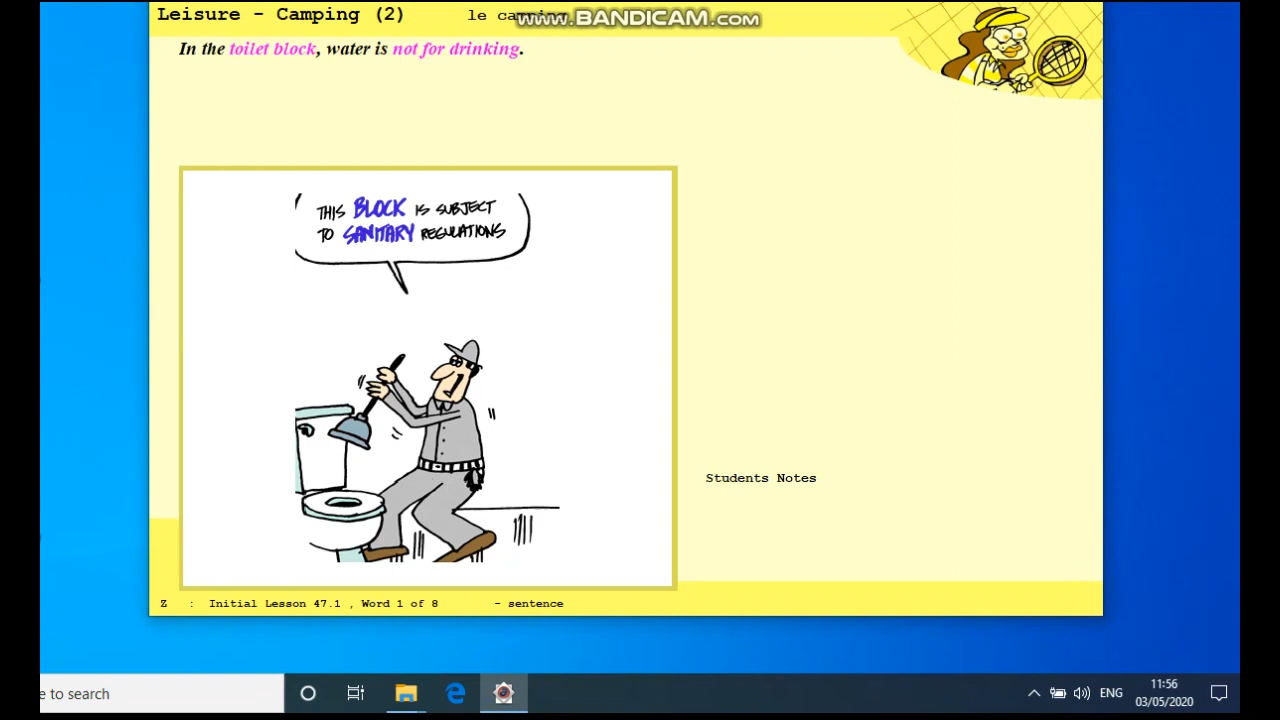 Leisure - Camping (2) le camping
www.BANDICAM.com
In the toilet block, water is not for drinking.
THIS BLOCK IS SUBJECT
TO SANITARY REGULATIONS
Students Notes
Z : Initial Lesson 47.1 , Word 1 of 8 - sentence
e to search
ENG
11:56
03/05/2020